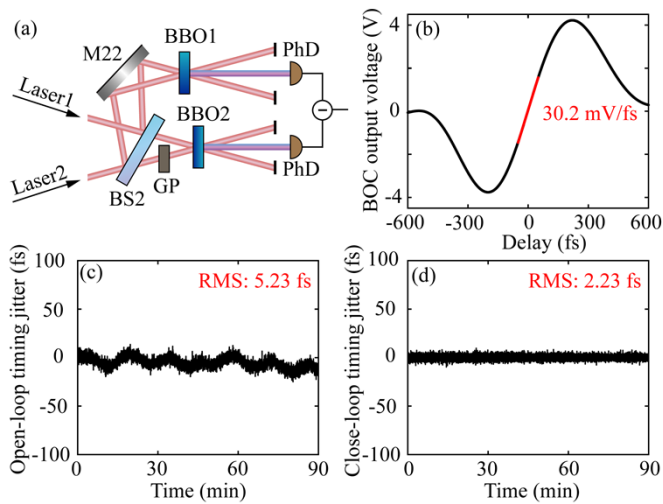 (a)
M22
BBO1
PhD
Laser1
BBO2
Laser2
BS2
GP
PhD
(b)
BOC output voltage (V)
4
0
-4
30.2 mV/fs
-600
-300
0
300
600
Delay (fs)
(c)
Open-loop timing jitter (fs)
100
50
0
-50
-100
RMS: 5.23 fs
0
30
60
90
Time (min)
(d)
Close-loop timing jitter (fs)
100
50
0
-50
-100
RMS: 2.23 fs
0
30
60
90
Time (min)